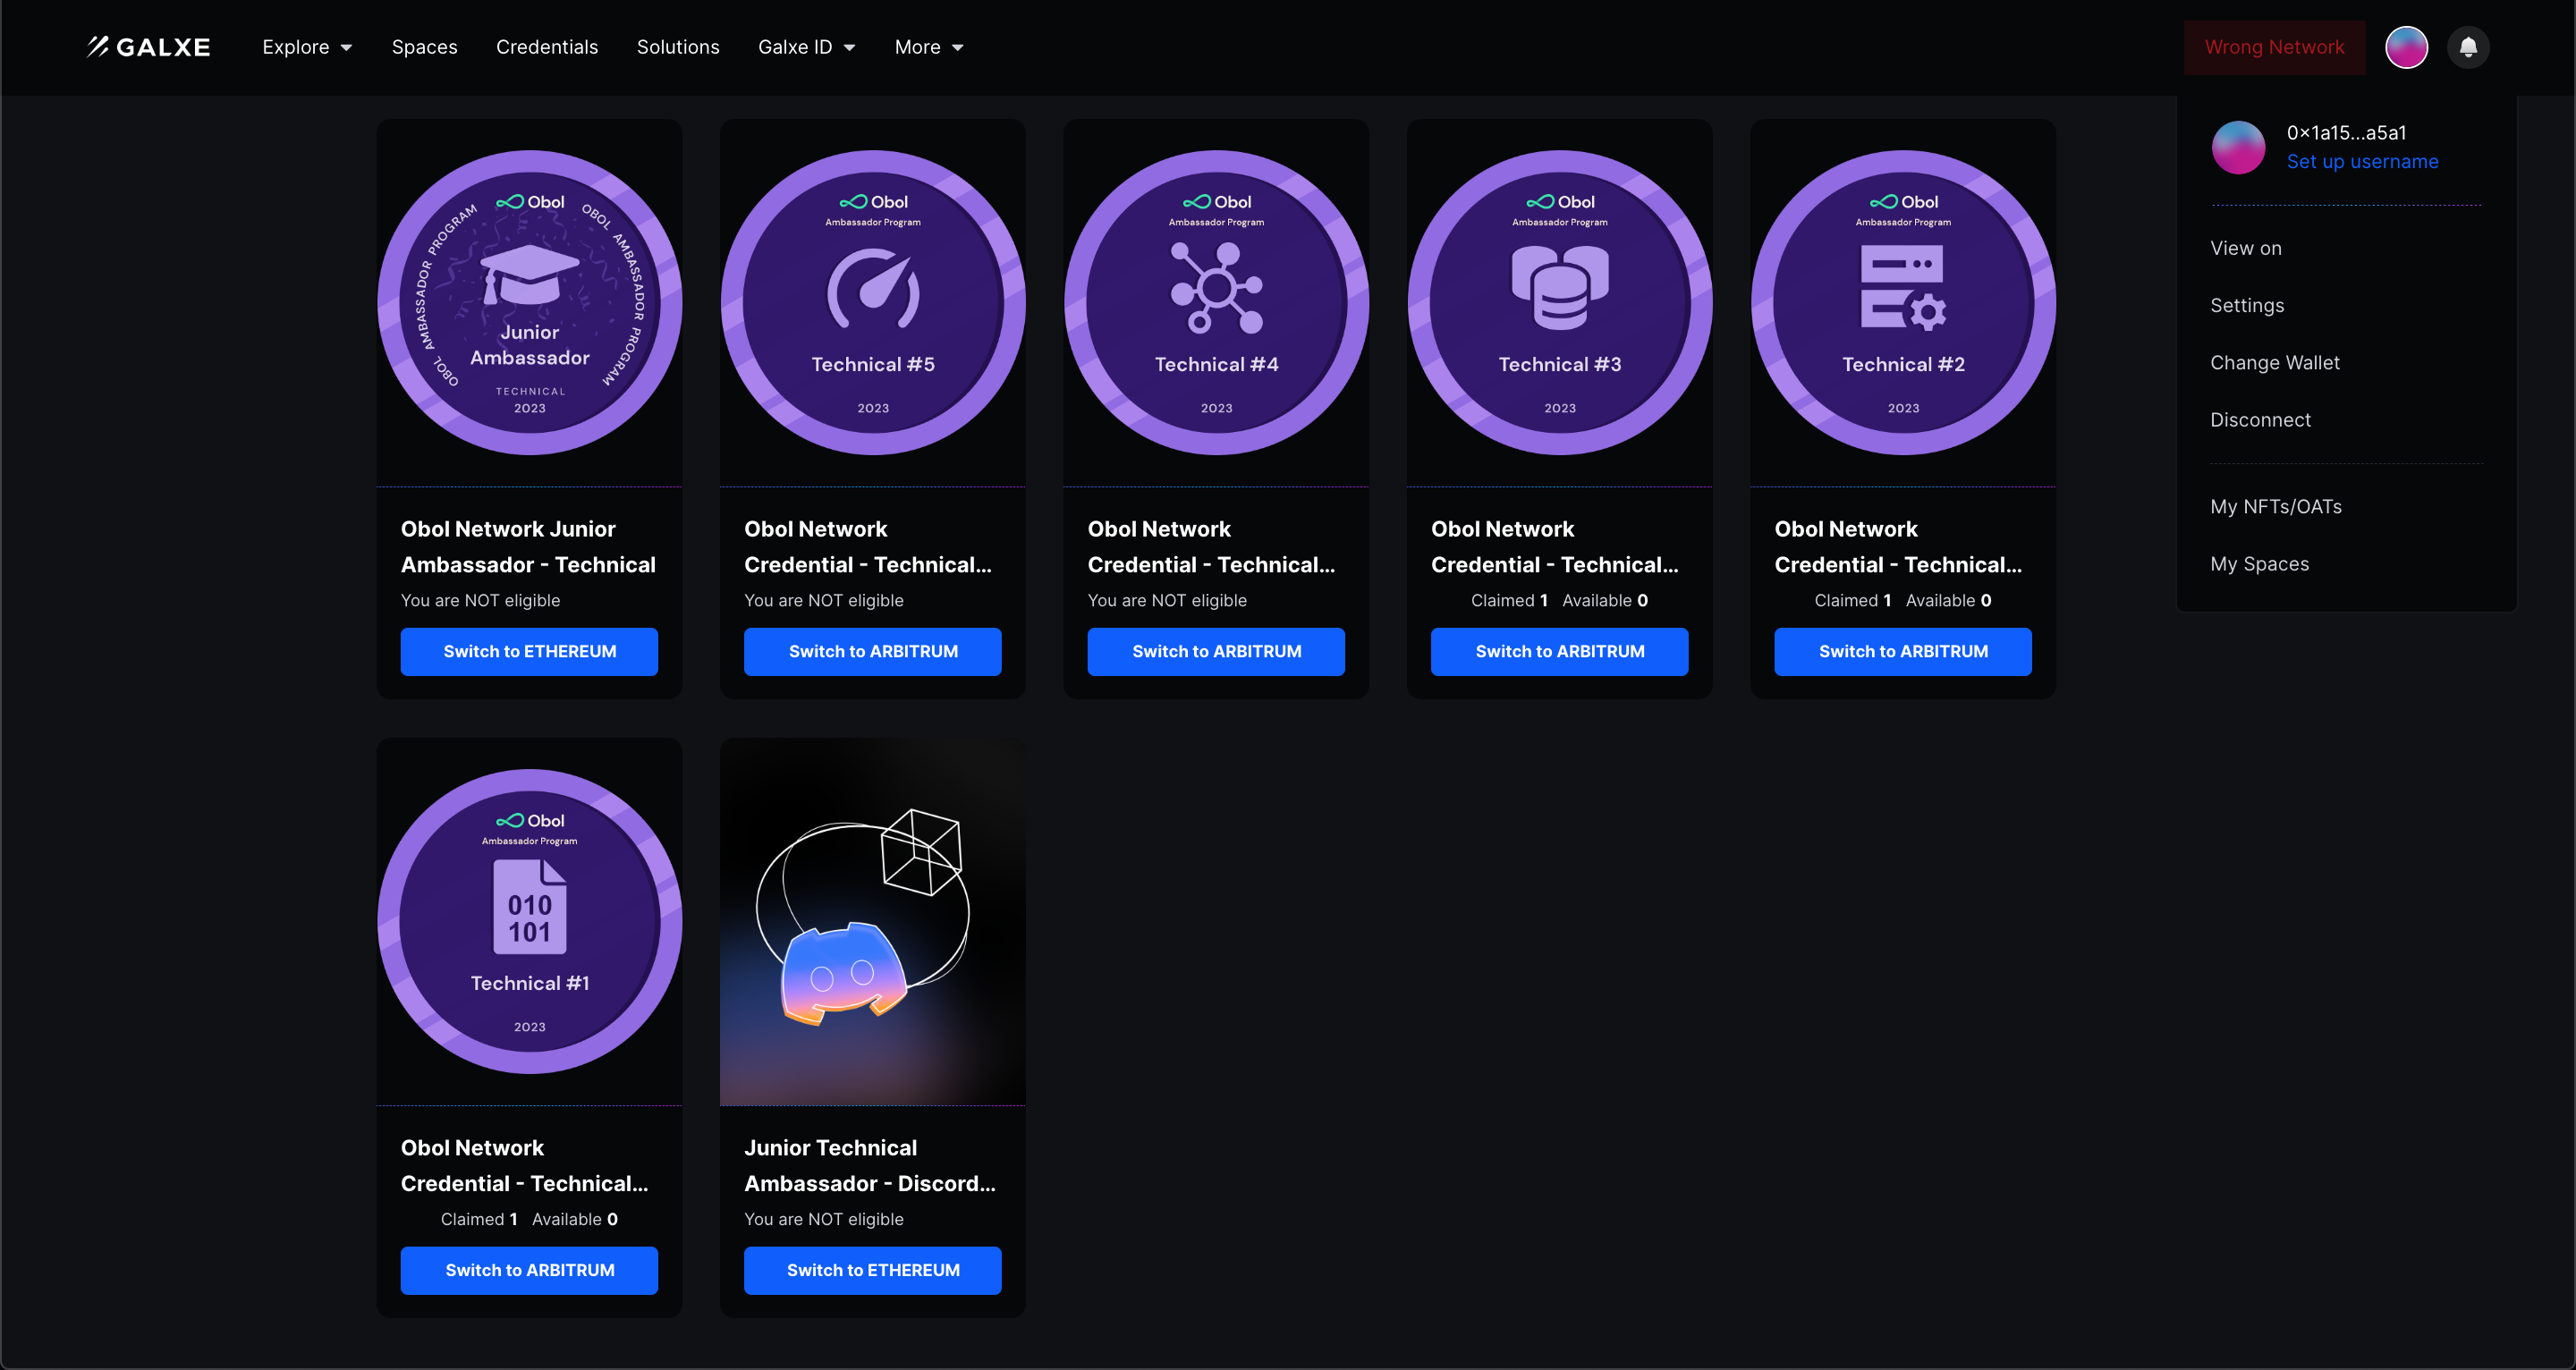 GALXE
Explore
Spaces
Credentials
Solutions
Galxe ID
More
Wrong Network
0x1a15...a5a1
Set up username
View on
Settings
Change Wallet
Disconnect
My NFTs/OATs
My Spaces
Obol
OBOL AMBASSADOR PROGRAM
OBOL AMBASSADOR PROGRAM
Junior
Ambassador
TECHNICAL
2023
Obol Network Junior
Ambassador - Technical
You are NOT eligible
Switch to ETHEREUM
Obol
Ambassador Program
Technical #5
2023
Obol Network
Credential - Technical...
You are NOT eligible
Switch to ARBITRUM
Obol
Ambassador Program
Technical #4
2023
Obol Network
Credential - Technical...
You are NOT eligible
Switch to ARBITRUM
Obol
Ambassador Program
Technical #3
2023
Obol Network
Credential - Technical...
Claimed 1 Available 0
Switch to ARBITRUM
Obol
Ambassador Program
Technical #2
2023
Obol Network
Credential - Technical...
Claimed 1 Available 0
Switch to ARBITRUM
Obol
Ambassador Program
010
101
Technical #1
2023
Obol Network
Credential - Technical...
Claimed 1 Available 0
Switch to ARBITRUM
Junior Technical
Ambassador - Discord...
You are NOT eligible
Switch to ETHEREUM